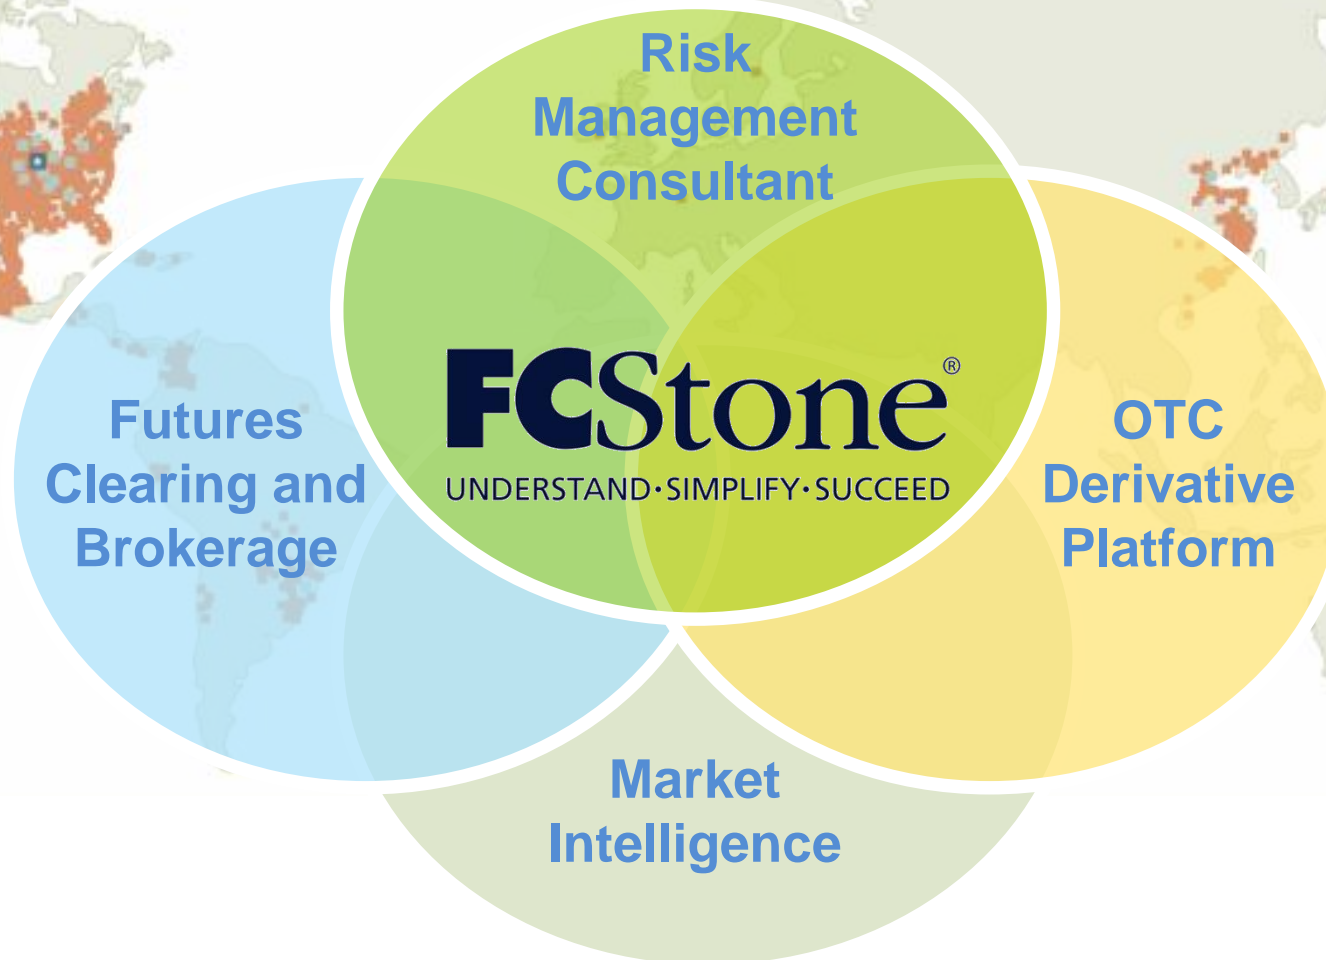 Risk
Management
Consultant
FCStone®
UNDERSTAND·SIMPLIFY·SUCCEED
Futures
Clearing and
Brokerage
OTC
Derivative
Platform
Market
Intelligence